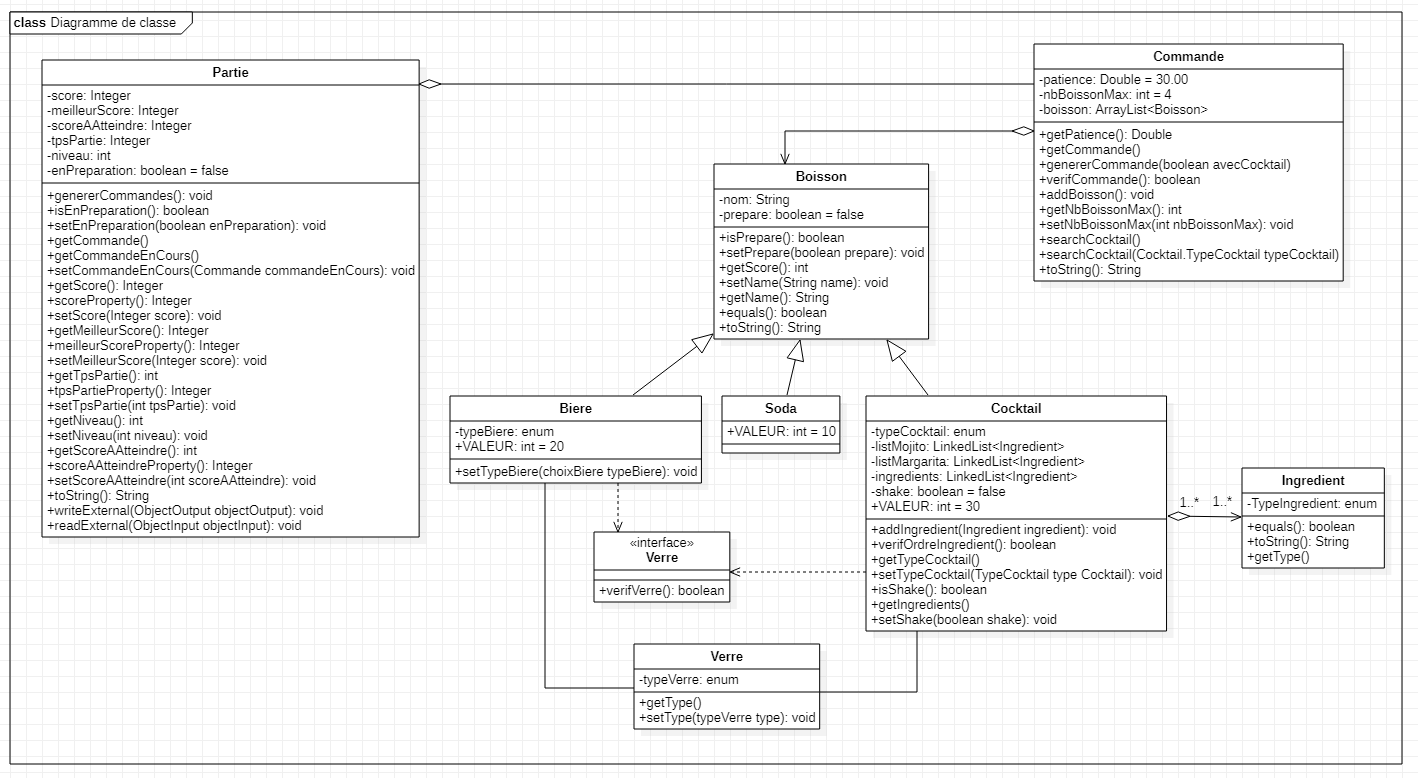 class Diagramme de classe
Partie
-score: Integer
-meilleurScore: Integer
-scoreAAtteindre: Integer
-tpsPartie: Integer
-niveau: int
-enPreparation: boolean = false
+genererCommandes(): void
+isEnPreparation(): boolean
+setEnPreparation(boolean enPreparation): void
+getCommande()
+getCommandeEnCours()
+setCommandeEnCours(Commande commandeEnCours): void
+getScore(): Integer
+scoreProperty(): Integer
+setScore(Integer score): void
+getMeilleurScore(): Integer
+meilleurScoreProperty(): Integer
+setMeilleurScore(Integer score): void
+getTpsPartie(): int
+tpsPartieProperty(): Integer
+setTpsPartie(int tpsPartie): void
+getNiveau(): int
+setNiveau(int niveau): void
+getScoreAAtteindre(): int
+scoreAAtteindreProperty(): Integer
+setScoreAAtteindre(int scoreAAtteindre): void
+toString(): String
+writeExternal(ObjectOutput objectOutput): void
+readExternal(ObjectInput objectInput): void
Commande
-patience: Double = 30.00
-nbBoissonMax: int = 4
-boisson: ArrayList<Boisson>
+getPatience(): Double
+getCommande()
+genererCommande(boolean avecCocktail)
+verifCommande(): boolean
+addBoisson(): void
+getNbBoissonMax(): int
+setNbBoissonMax(int nbBoissonMax): void
+searchCocktail()
+searchCocktail(Cocktail.TypeCocktail typeCocktail)
+toString(): String
Boisson
-nom: String
-prepare: boolean = false
+isPrepare(): boolean
+setPrepare(boolean prepare): void
+getScore(): int
+setName(String name): void
+getName(): String
+equals(): boolean
+toString(): String
Biere
-typeBiere: enum
+VALEUR: int = 20
+setTypeBiere(choixBiere typeBiere): void
Soda
+VALEUR: int = 10
Cocktail
-typeCocktail: enum
-listMojito: LinkedList<Ingredient>
-listMargarita: LinkedList<Ingredient>
-ingredients: LinkedList<Ingredient>
-shake: boolean = false
+VALEUR: int = 30
+addIngredient(Ingredient ingredient): void
+verifOrdreIngredient(): boolean
+getTypeCocktail()
+setTypeCocktail(TypeCocktail type Cocktail): void
+isShake(): boolean
+getIngredients()
+setShake(boolean shake): void
1..* 1..*
Ingredient
-TypeIngredient: enum
+equals(): boolean
+toString(): String
+getType()
«interface»
Verre
+verifVerre(): boolean
Verre
-typeVerre: enum
+getType()
+setType(typeVerre type): void